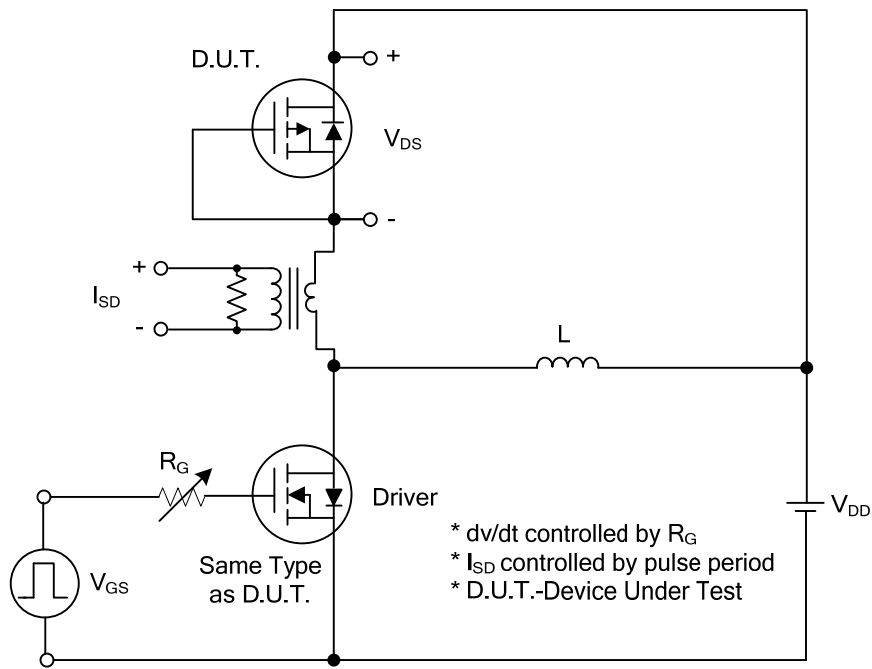 D.U.T.
+
V_DS
-
+
I_SD
-
L
R_G
Driver
V_DD
Same Type
as D.U.T.
V_GS
* dv/dt controlled by R_G
* I_SD controlled by pulse period
* D.U.T.-Device Under Test